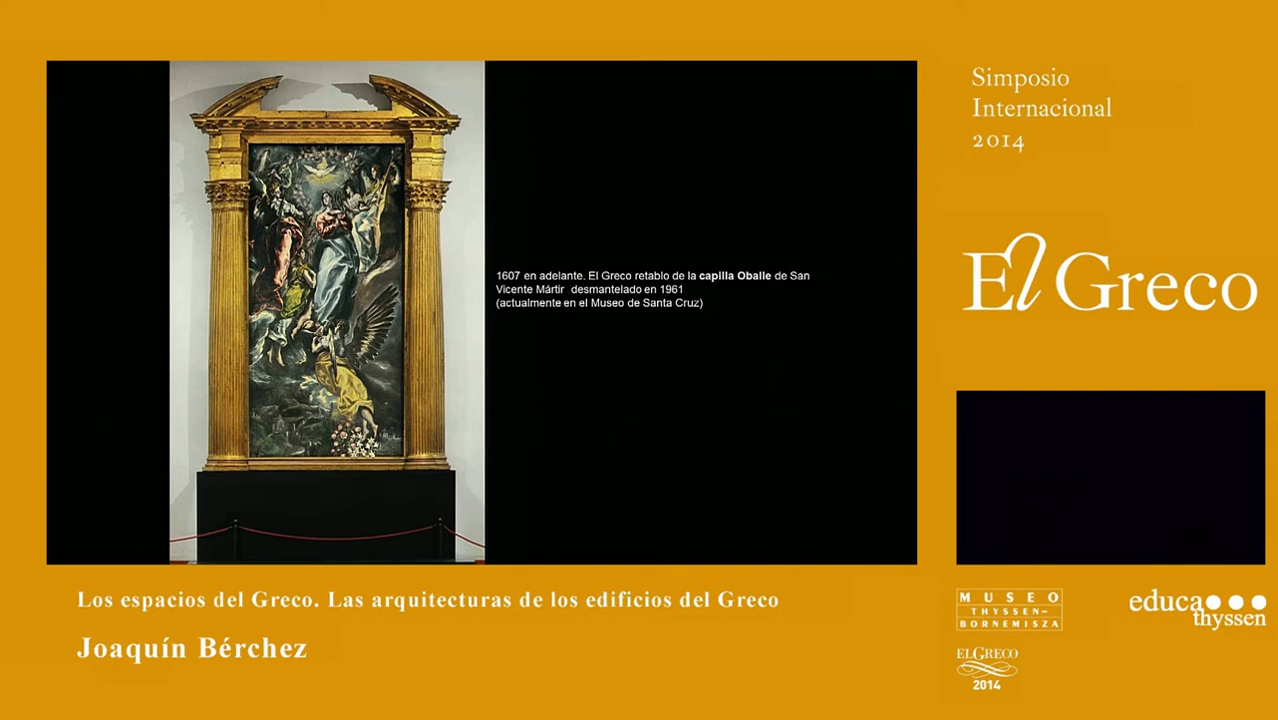 Simposio
Internacional
2014
El Greco
1607 en adelante. El Greco retablo de la capilla Oballe de San
Vicente Mártir desmantelado en 1961
(actualmente en el Museo de Santa Cruz)
Los espacios del Greco. Las arquitecturas de los edificios del Greco
Joaquín Bérchez
MUSEO
THYSSEN-
BORNEMISZA
educa
thyssen
EL GRECO
2014